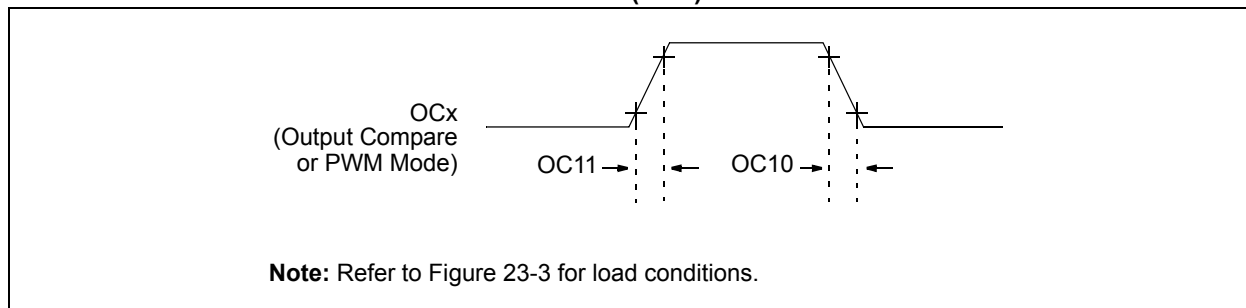 OCx
(Output Compare
or PWM Mode)
OC11
OC10
Note: Refer to Figure 23-3 for load conditions.